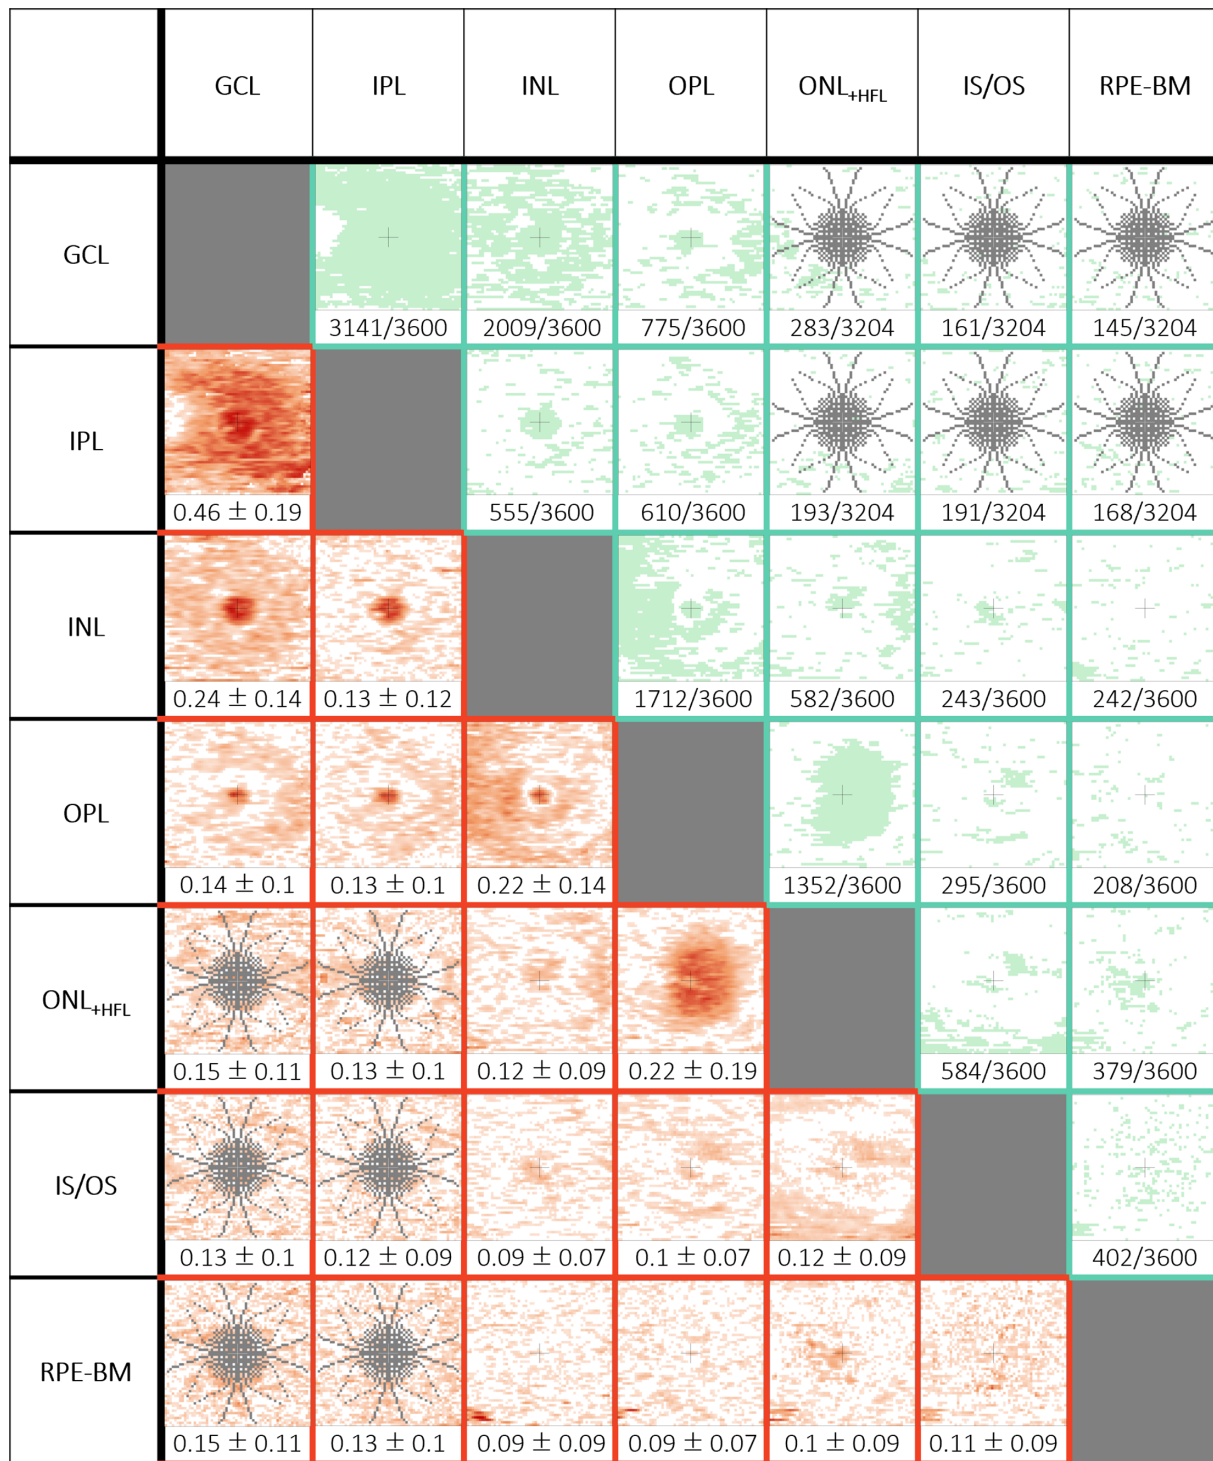 GCL IPL INL OPL ONL+HFL IS/OS RPE-BM
GCL
3141/3600 2009/3600 775/3600 283/3204 161/3204 145/3204
IPL
0.46 ± 0.19 555/3600 610/3600 193/3204 191/3204 168/3204
INL
0.24 ± 0.14 0.13 ± 0.12 1712/3600 582/3600 243/3600 242/3600
OPL
0.14 ± 0.1 0.13 ± 0.1 0.22 ± 0.14 1352/3600 295/3600 208/3600
ONL+HFL
0.15 ± 0.11 0.13 ± 0.1 0.12 ± 0.09 0.22 ± 0.19 584/3600 379/3600
IS/OS
0.13 ± 0.1 0.12 ± 0.09 0.09 ± 0.07 0.1 ± 0.07 0.12 ± 0.09 402/3600
RPE-BM
0.15 ± 0.11 0.13 ± 0.1 0.09 ± 0.09 0.09 ± 0.07 0.1 ± 0.09 0.11 ± 0.09